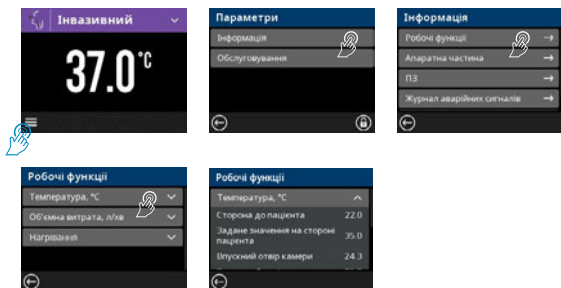 Інвазивний
37.0°C
Параметри
Інформація
Обслуговування
Інформація
Робочі функції
Апаратна частина
ПЗ
Журнал аварійних сигналів
Робочі функції
Температура, °C
Об'ємна витрата, л/хв
Нагрівання
Робочі функції
Температура, °C
Сторона до пацієнта 22.0
Задане значення на стороні
пацієнта 35.0
Впускний отвір камери 24.3